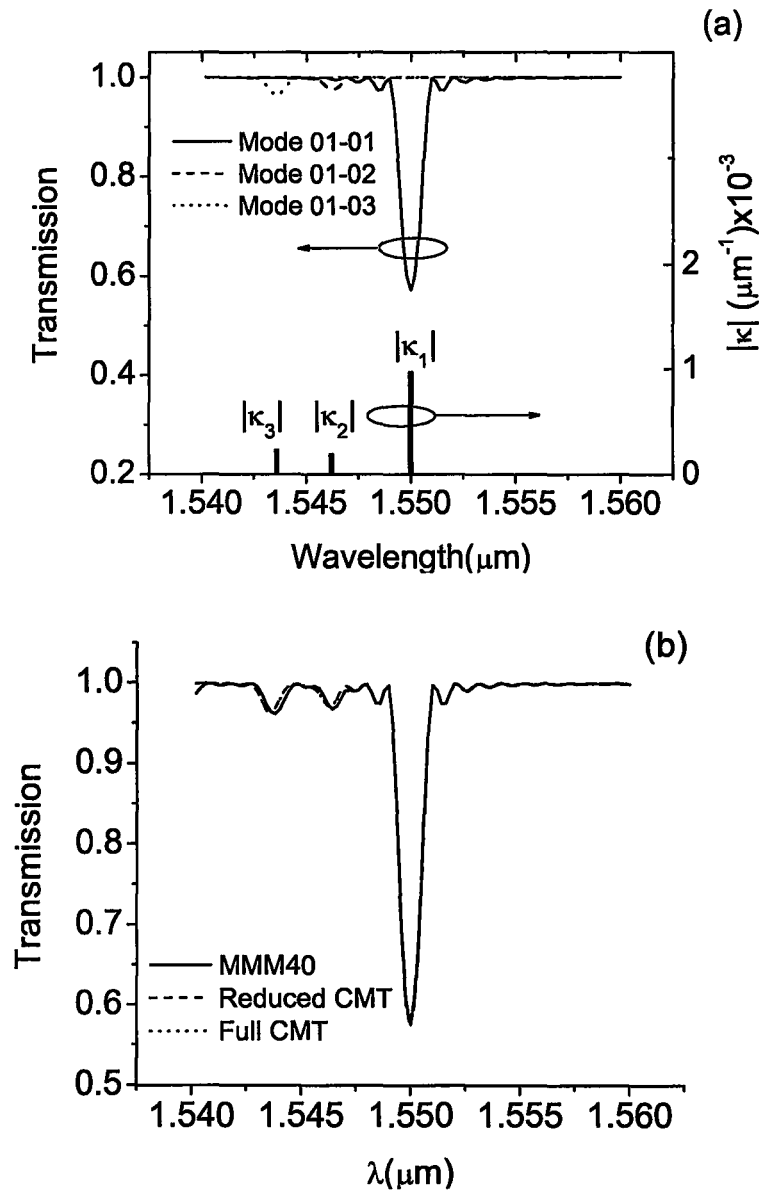 (a)
1.0
0.8
0.6
0.4
0.2
Transmission
Mode 01-01
Mode 01-02
Mode 01-03
|κ₃|
|κ₂|
|κ₁|
2
1
0
|κ| (μm⁻¹)x10⁻³
1.540 1.545 1.550 1.555 1.560
Wavelength(μm)
(b)
1.0
0.9
0.8
0.7
0.6
0.5
Transmission
MMM40
Reduced CMT
Full CMT
1.540 1.545 1.550 1.555 1.560
λ(μm)